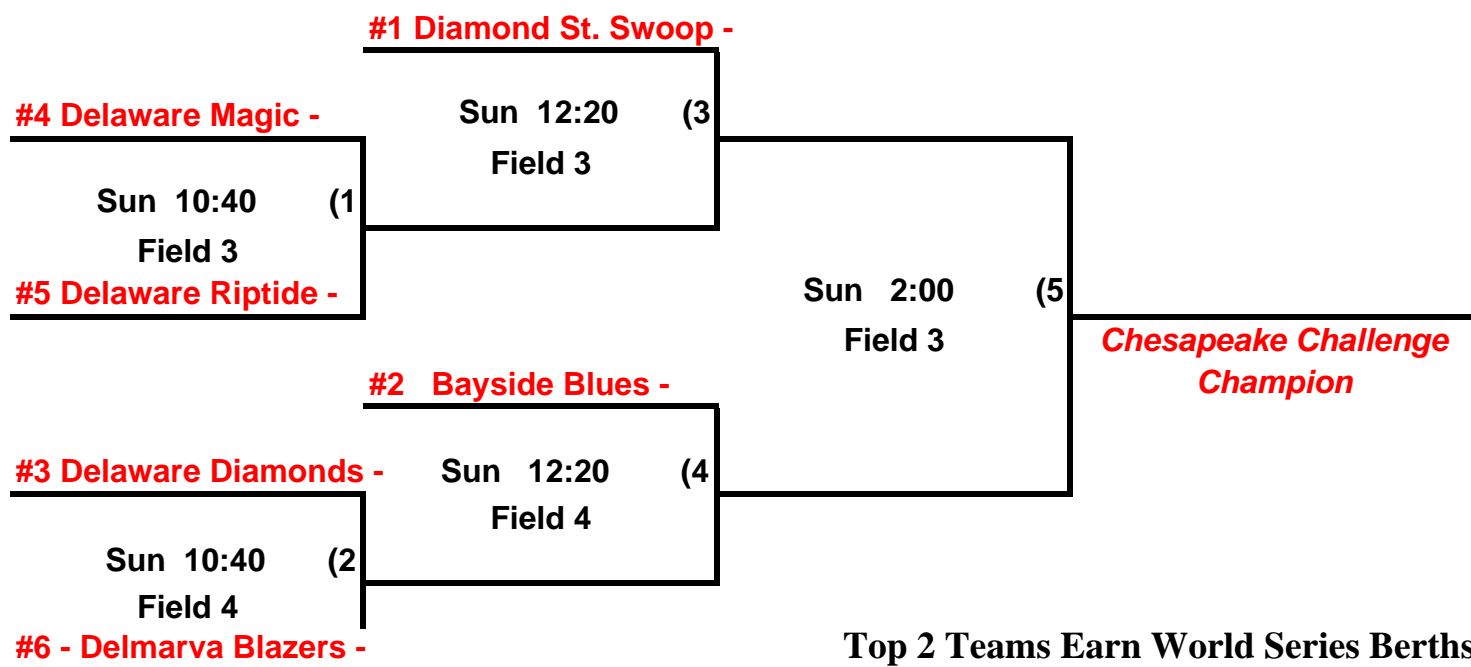 #1 Diamond St. Swoop -
#4 Delaware Magic -
Sun 12:20 (3
Field 3
Sun 10:40 (1
Field 3
#5 Delaware Riptide -
Sun 2:00 (5
Field 3
Chesapeake Challenge
Champion
#2 Bayside Blues -
#3 Delaware Diamonds -
Sun 12:20 (4
Field 4
Sun 10:40 (2
Field 4
#6 - Delmarva Blazers -
Top 2 Teams Earn World Series Berths